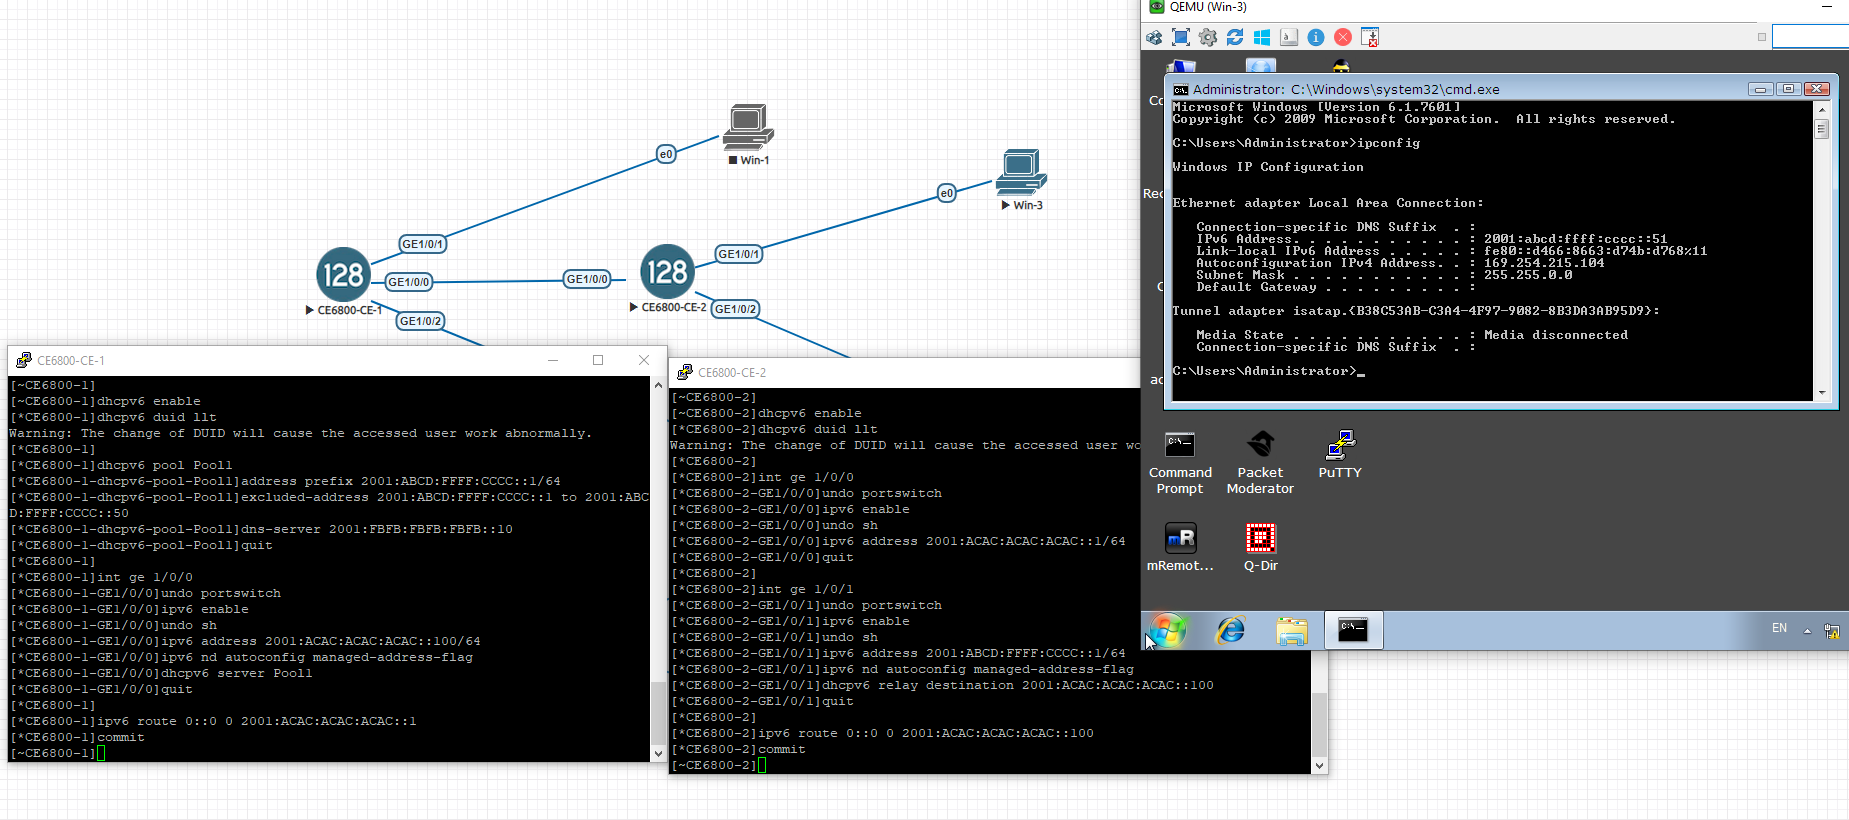 QEMU (Win-3)
Administrator: C:\Windows\system32\cmd.exe
Microsoft Windows [Version 6.1.7601]
Copyright (c) 2009 Microsoft Corporation.  All rights reserved.
C:\Users\Administrator>ipconfig
Windows IP Configuration
Ethernet adapter Local Area Connection:
Connection-specific DNS Suffix  . :
IPv6 Address. . . . . . . . . . . : 2001:abcd:ffff:cccc::51
Link-local IPv6 Address . . . . . : fe80::d466:8663:d74b:d768%11
Autoconfiguration IPv4 Address. . : 169.254.215.104
Subnet Mask . . . . . . . . . . . : 255.255.0.0
Default Gateway . . . . . . . . . :
Tunnel adapter isatap.{B38C53AB-C3A4-4F97-9082-8B3DA3AB95D9}:
Media State . . . . . . . . . . . : Media disconnected
Connection-specific DNS Suffix  . :
C:\Users\Administrator>_
Command Prompt
Packet Moderator
PuTTY
mRemot...
Q-Dir
EN
e0
Win-1
e0
Win-3
GE1/0/1
128
GE1/0/0
CE6800-CE-1
GE1/0/2
GE1/0/0
128
GE1/0/1
CE6800-CE-2
GE1/0/2
CE6800-CE-1
[~CE6800-1]
[~CE6800-1]dhcpv6 enable
[*CE6800-1]dhcpv6 duid llt
Warning: The change of DUID will cause the accessed user work abnormally.
[*CE6800-1]
[*CE6800-1]dhcpv6 pool Pool1
[*CE6800-1-dhcpv6-pool-Pool1]address prefix 2001:ABCD:FFFF:CCCC::1/64
[*CE6800-1-dhcpv6-pool-Pool1]excluded-address 2001:ABCD:FFFF:CCCC::1 to 2001:ABC
D:FFFF:CCCC::50
[*CE6800-1-dhcpv6-pool-Pool1]dns-server 2001:FBFB:FBFB:FBFB::10
[*CE6800-1-dhcpv6-pool-Pool1]quit
[*CE6800-1]
[*CE6800-1]int ge 1/0/0
[*CE6800-1-GE1/0/0]undo portswitch
[*CE6800-1-GE1/0/0]ipv6 enable
[*CE6800-1-GE1/0/0]undo sh
[*CE6800-1-GE1/0/0]ipv6 address 2001:ACAC:ACAC:ACAC::100/64
[*CE6800-1-GE1/0/0]ipv6 nd autoconfig managed-address-flag
[*CE6800-1-GE1/0/0]dhcpv6 server Pool1
[*CE6800-1-GE1/0/0]quit
[*CE6800-1]
[*CE6800-1]ipv6 route 0::0 0 2001:ACAC:ACAC:ACAC::1
[*CE6800-1]commit
[~CE6800-1]
CE6800-CE-2
[~CE6800-2]
[~CE6800-2]dhcpv6 enable
[*CE6800-2]dhcpv6 duid llt
Warning: The change of DUID will cause the accessed user wo
[*CE6800-2]
[*CE6800-2]int ge 1/0/0
[*CE6800-2-GE1/0/0]undo portswitch
[*CE6800-2-GE1/0/0]ipv6 enable
[*CE6800-2-GE1/0/0]undo sh
[*CE6800-2-GE1/0/0]ipv6 address 2001:ACAC:ACAC:ACAC::1/64
[*CE6800-2-GE1/0/0]quit
[*CE6800-2]
[*CE6800-2]int ge 1/0/1
[*CE6800-2-GE1/0/1]undo portswitch
[*CE6800-2-GE1/0/1]ipv6 enable
[*CE6800-2-GE1/0/1]undo sh
[*CE6800-2-GE1/0/1]ipv6 address 2001:ABCD:FFFF:CCCC::1/64
[*CE6800-2-GE1/0/1]ipv6 nd autoconfig managed-address-flag
[*CE6800-2-GE1/0/1]dhcpv6 relay destination 2001:ACAC:ACAC:ACAC::100
[*CE6800-2-GE1/0/1]quit
[*CE6800-2]
[*CE6800-2]ipv6 route 0::0 0 2001:ACAC:ACAC:ACAC::100
[*CE6800-2]commit
[~CE6800-2]